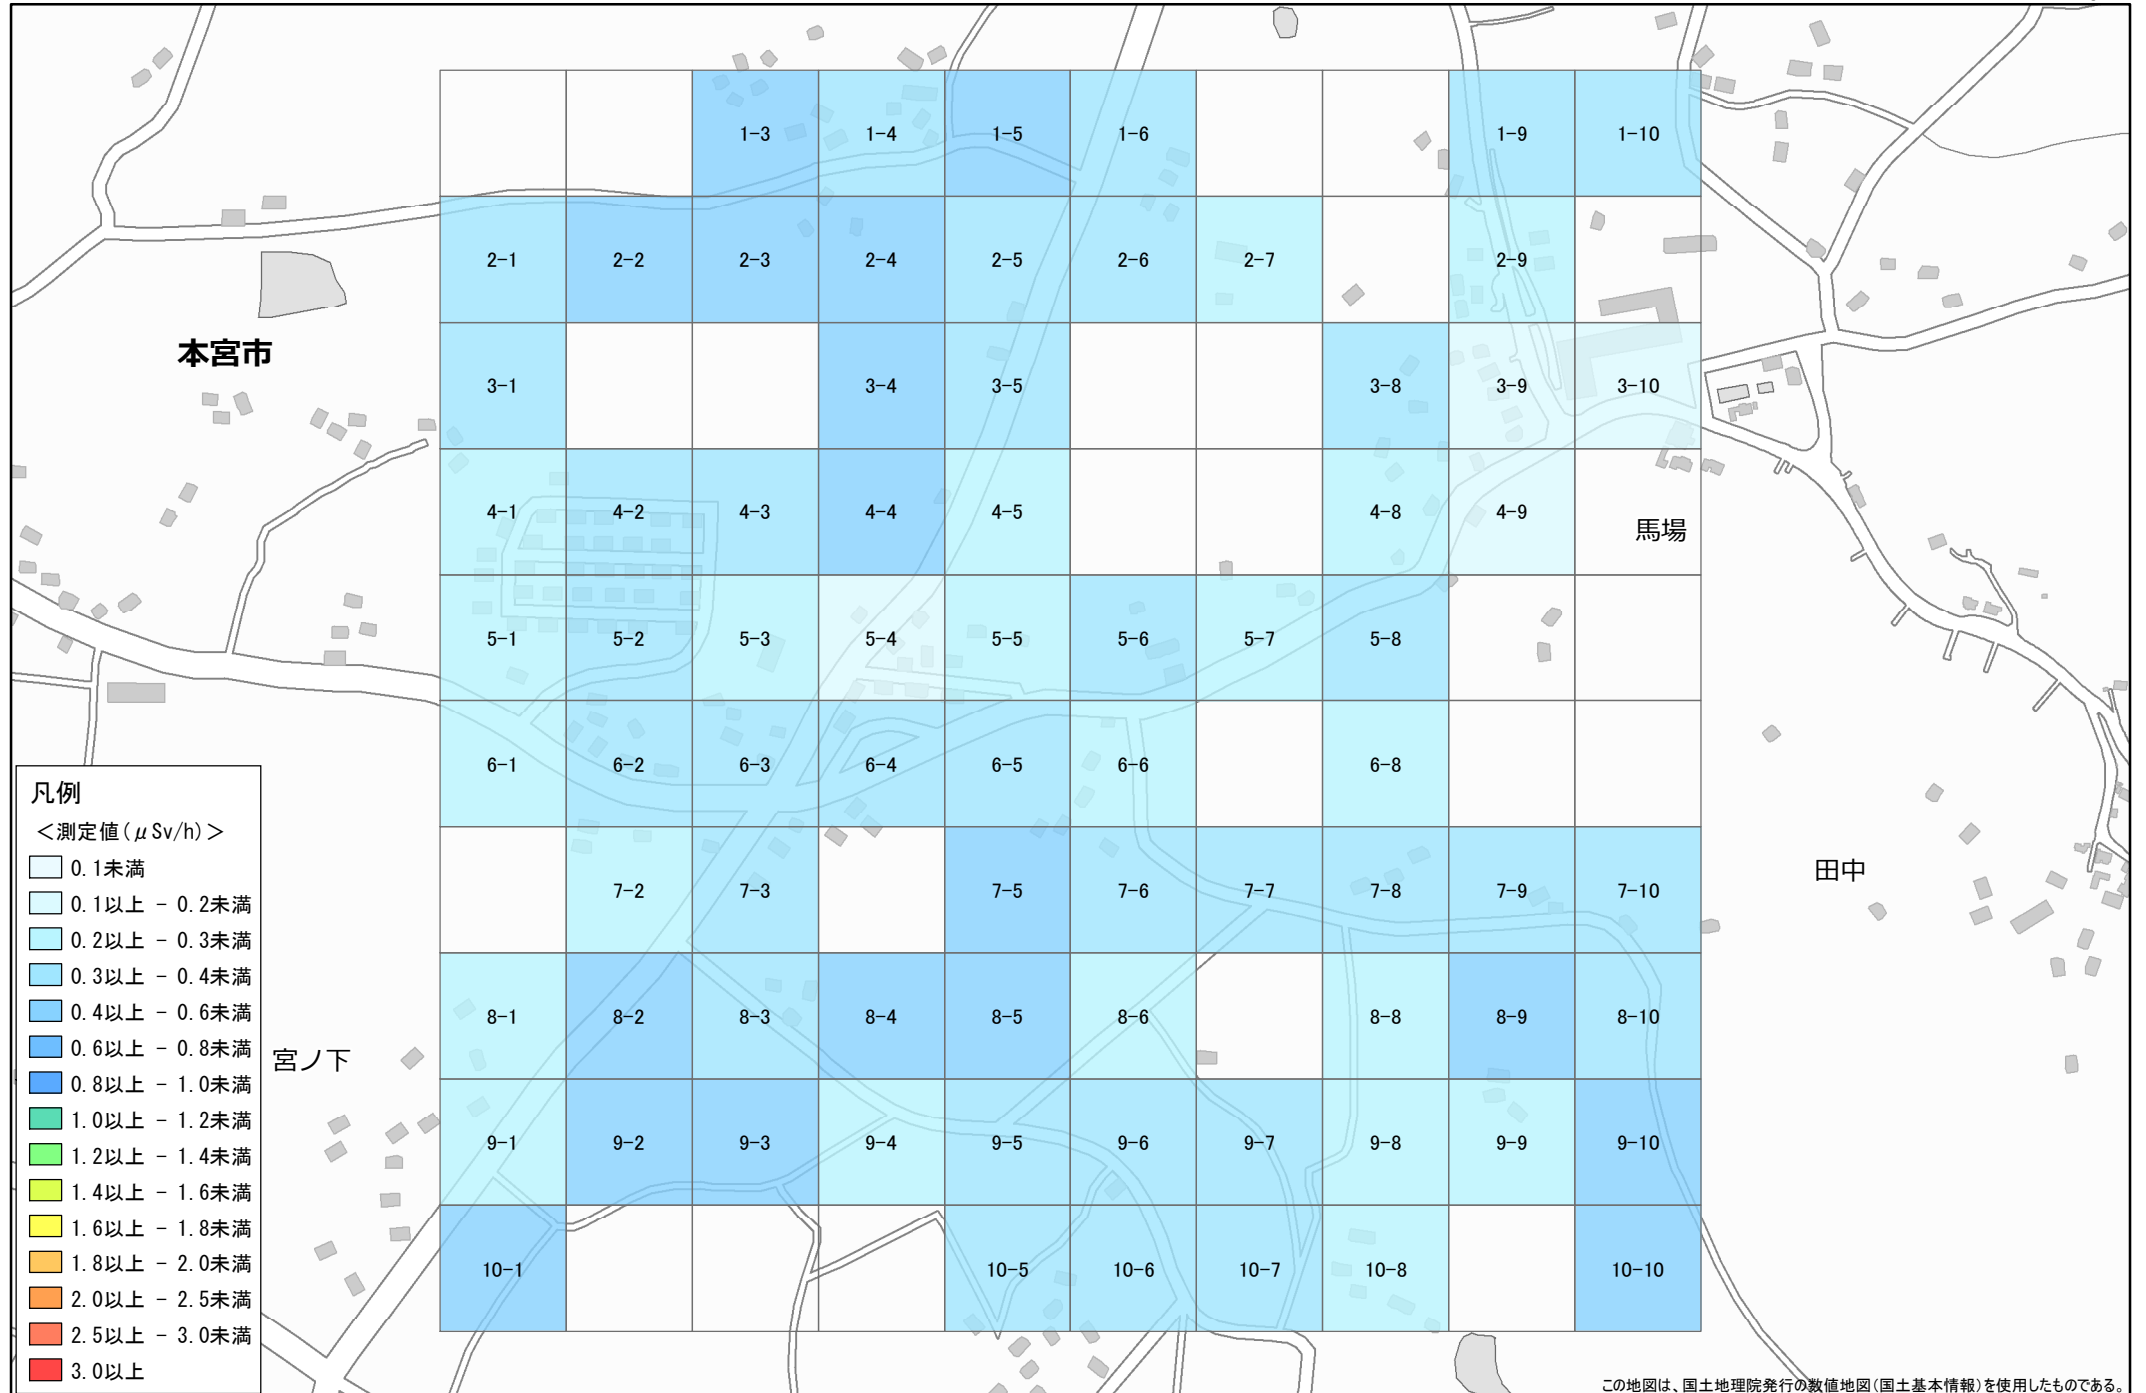 1-3 1-4 1-5 1-6 1-9 1-10
2-1 2-2 2-3 2-4 2-5 2-6 2-7 2-9
本宮市
3-1 3-4 3-5 3-8 3-9 3-10
4-1 4-2 4-3 4-4 4-5 4-8 4-9
馬場
5-1 5-2 5-3 5-4 5-5 5-6 5-7 5-8
6-1 6-2 6-3 6-4 6-5 6-6 6-8
7-2 7-3 7-5 7-6 7-7 7-8 7-9 7-10
田中
8-1 8-2 8-3 8-4 8-5 8-6 8-8 8-9 8-10
宮ノ下
9-1 9-2 9-3 9-4 9-5 9-6 9-7 9-8 9-9 9-10
10-1 10-5 10-6 10-7 10-8 10-10
凡例
＜測定値(μSv/h)＞
0.1未満
0.1以上 - 0.2未満
0.2以上 - 0.3未満
0.3以上 - 0.4未満
0.4以上 - 0.6未満
0.6以上 - 0.8未満
0.8以上 - 1.0未満
1.0以上 - 1.2未満
1.2以上 - 1.4未満
1.4以上 - 1.6未満
1.6以上 - 1.8未満
1.8以上 - 2.0未満
2.0以上 - 2.5未満
2.5以上 - 3.0未満
3.0以上
この地図は、国土地理院発行の数値地図(国土基本情報)を使用したものである。